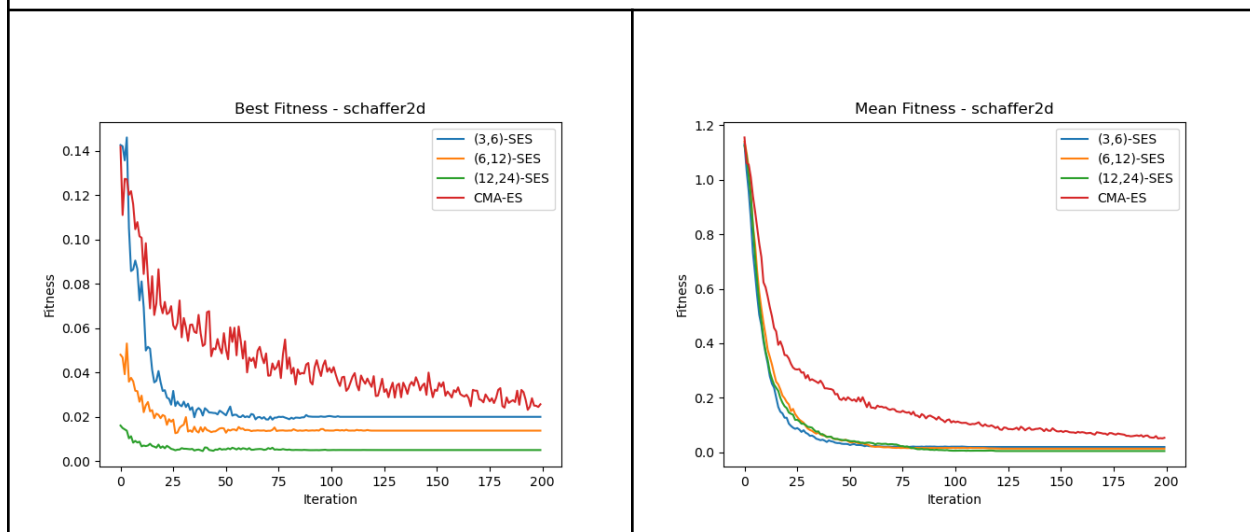 Best Fitness - schaffer2d
0.14
0.12
0.10
0.08
0.06
0.04
0.02
0.00
Fitness
(3,6)-SES
(6,12)-SES
(12,24)-SES
CMA-ES
0 25 50 75 100 125 150 175 200
Iteration
Mean Fitness - schaffer2d
1.2
1.0
0.8
0.6
0.4
0.2
0.0
Fitness
(3,6)-SES
(6,12)-SES
(12,24)-SES
CMA-ES
0 25 50 75 100 125 150 175 200
Iteration